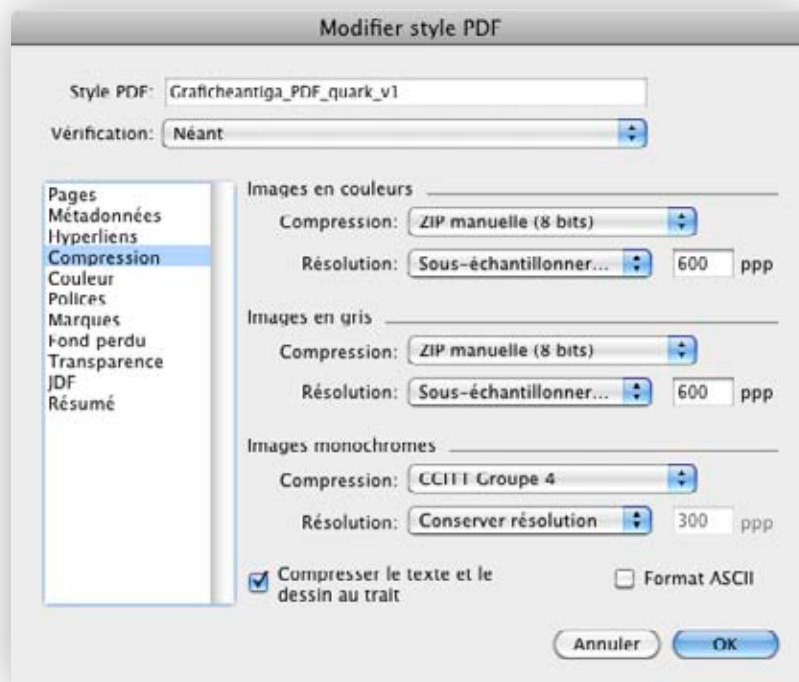 Modifier style PDF
Style PDF: Graficheantiga_PDF_quark_v1
Vérification: Néant
Pages
Métadonnées
Hyperliens
Compression
Couleur
Polices
Marques
Fond perdu
Transparence
JDF
Résumé
Images en couleurs
Compression: ZIP manuelle (8 bits)
Résolution: Sous-échantillonner... 600 ppp
Images en gris
Compression: ZIP manuelle (8 bits)
Résolution: Sous-échantillonner... 600 ppp
Images monochromes
Compression: CCITT Groupe 4
Résolution: Conserver résolution 300 ppp
Compresser le texte et le
dessin au trait
Format ASCII
Annuler OK